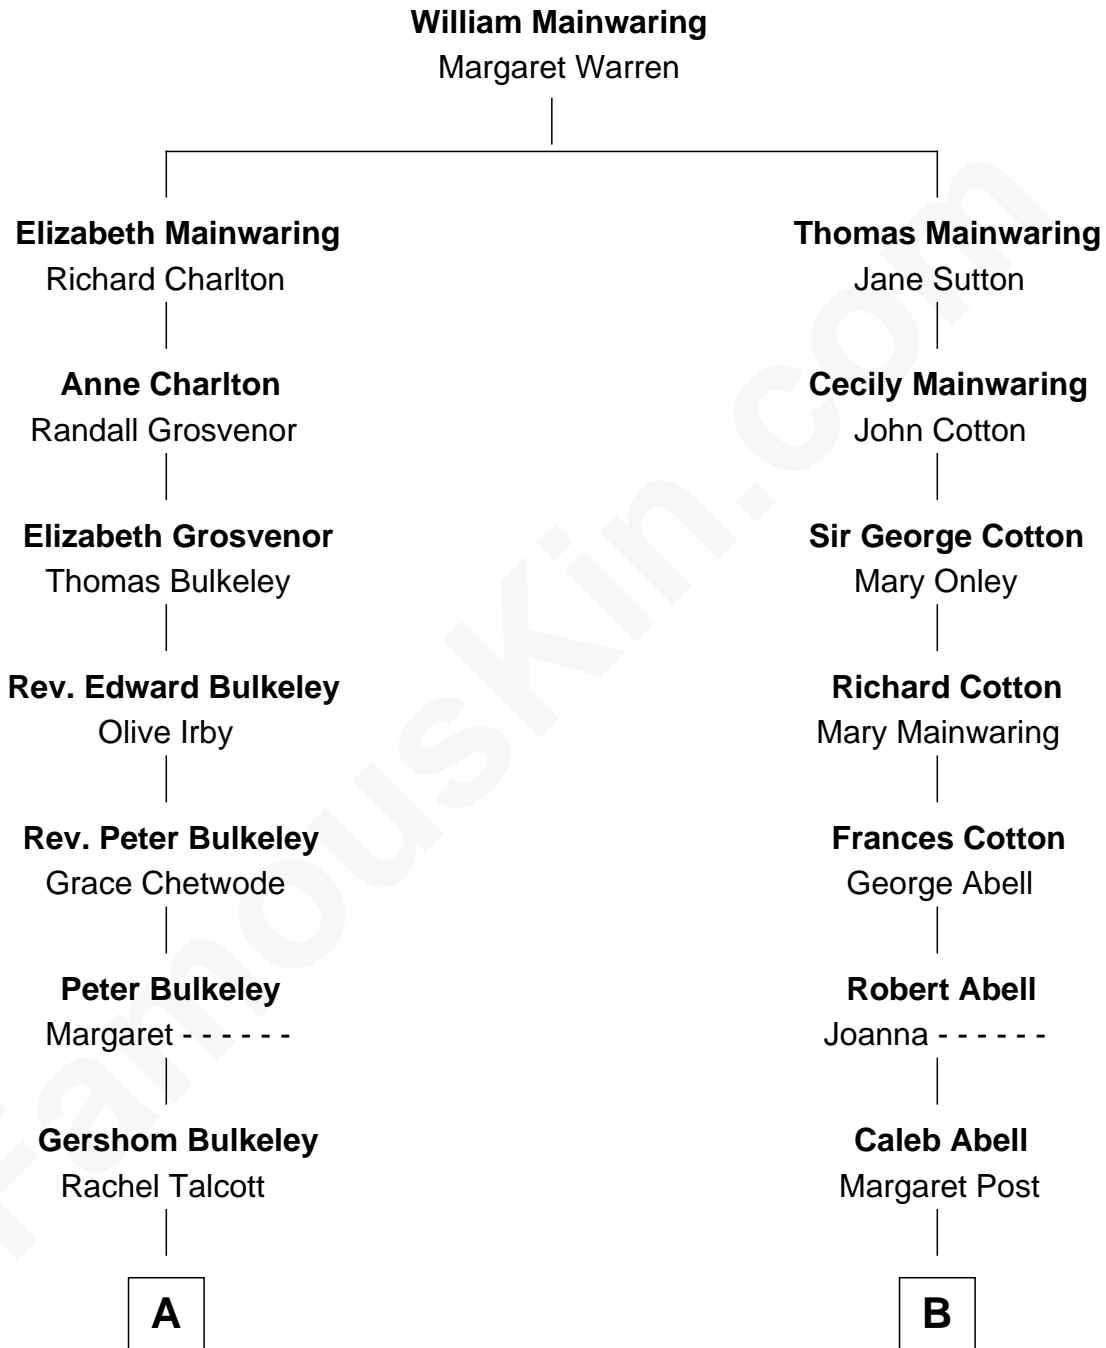 William Mainwaring
Margaret Warren
Elizabeth Mainwaring
Richard Charlton
Thomas Mainwaring
Jane Sutton
Anne Charlton
Randall Grosvenor
Cecily Mainwaring
John Cotton
Elizabeth Grosvenor
Thomas Bulkeley
Sir George Cotton
Mary Onley
Rev. Edward Bulkeley
Olive Irby
Richard Cotton
Mary Mainwaring
Rev. Peter Bulkeley
Grace Chetwode
Frances Cotton
George Abell
Peter Bulkeley
Margaret - - - - - -
Robert Abell
Joanna - - - - - -
Gershom Bulkeley
Rachel Talcott
Caleb Abell
Margaret Post
A
B
FamousKin.com